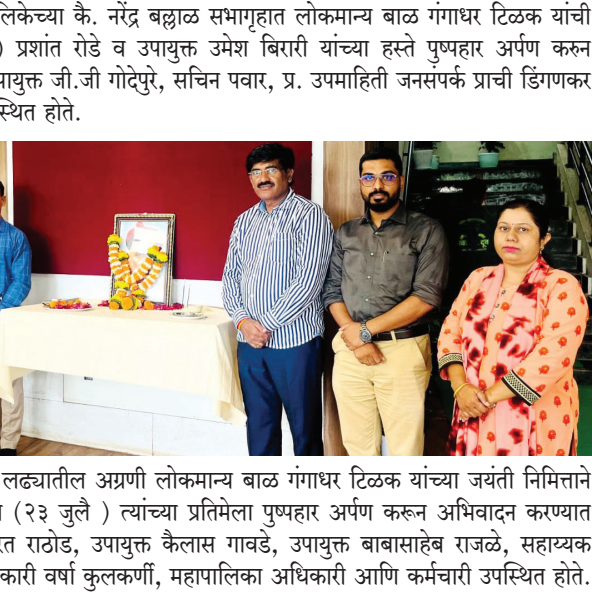 लिकेच्या कै. नरेंद्र बल्लाळ सभागृहात लोकमान्य बाळ गंगाधर टिळक यांची
) प्रशांत रोडे व उपायुक्त उमेश बिरारी यांच्या हस्ते पुष्पहार अर्पण करुन
पायुक्त जी.जी गोदेपुरे, सचिन पवार, प्र. उपमाहिती जनसंपर्क प्राची डिंगणकर
स्थित होते.
लढ्यातील अग्रणी लोकमान्य बाळ गंगाधर टिळक यांच्या जयंती निमित्ताने
(२३ जुलै ) त्यांच्या प्रतिमेला पुष्पहार अर्पण करून अभिवादन करण्यात
त राठोड, उपायुक्त कैलास गावडे, उपायुक्त बाबासाहेब राजळे, सहाय्यक
कारी वर्षा कुलकर्णी, महापालिका अधिकारी आणि कर्मचारी उपस्थित होते.